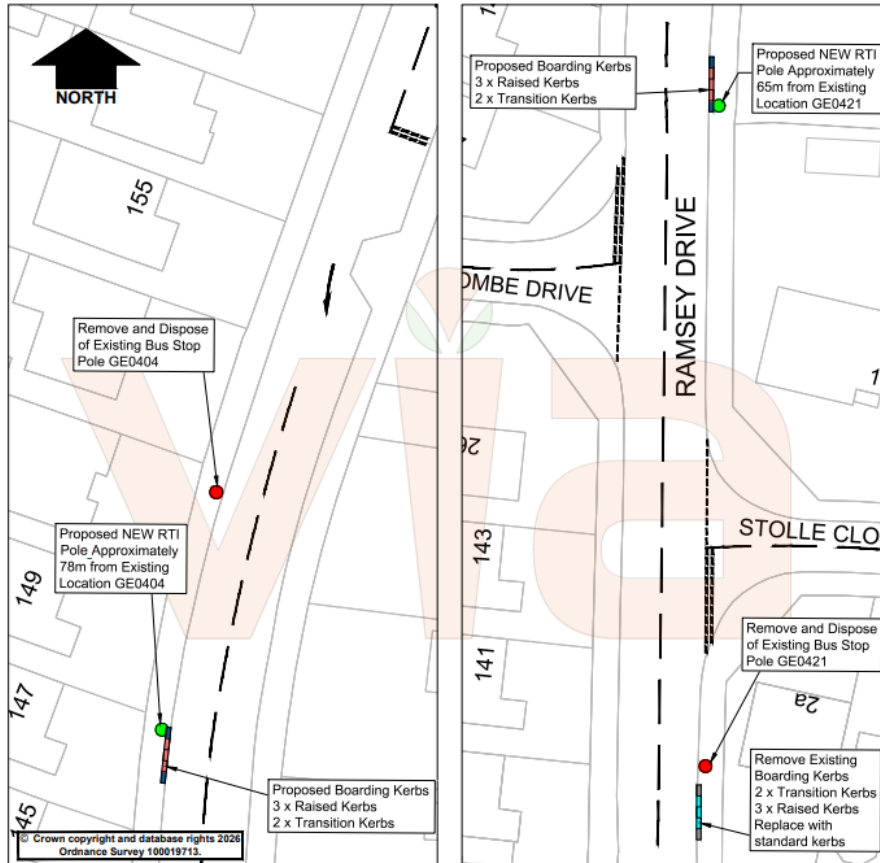 NORTH
155
Remove and Dispose
of Existing Bus Stop
Pole GE0404
Proposed NEW RTI
Pole Approximately
78m from Existing
Location GE0404
149
147
145
Proposed Boarding Kerbs
3 x Raised Kerbs
2 x Transition Kerbs
© Crown copyright and database rights 2026
Ordnance Survey 100019713.
via
Proposed Boarding Kerbs
3 x Raised Kerbs
2 x Transition Kerbs
Proposed NEW RTI
Pole Approximately
65m from Existing
Location GE0421
RAMSEY DRIVE
OMBE DRIVE
26
143
STOLLE CLO
141
Remove and Dispose
of Existing Bus Stop
Pole GE0421
2a
Remove Existing
Boarding Kerbs
2 x Transition Kerbs
3 x Raised Kerbs
Replace with
standard kerbs